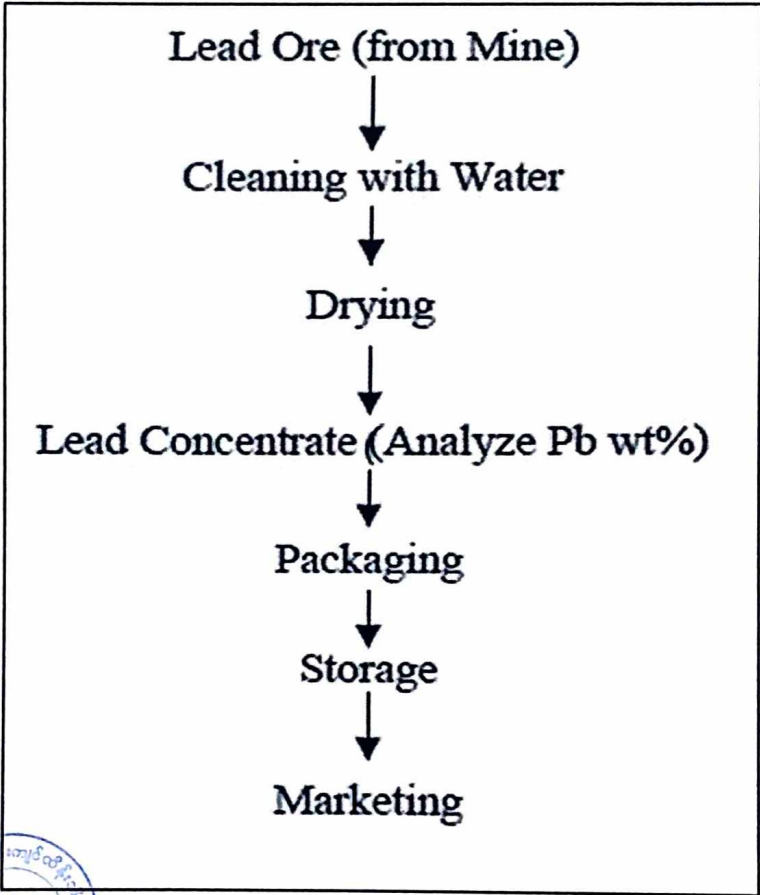 Lead Ore (from Mine)
Cleaning with Water
Drying
Lead Concentrate (Analyze Pb wt%)
Packaging
Storage
Marketing